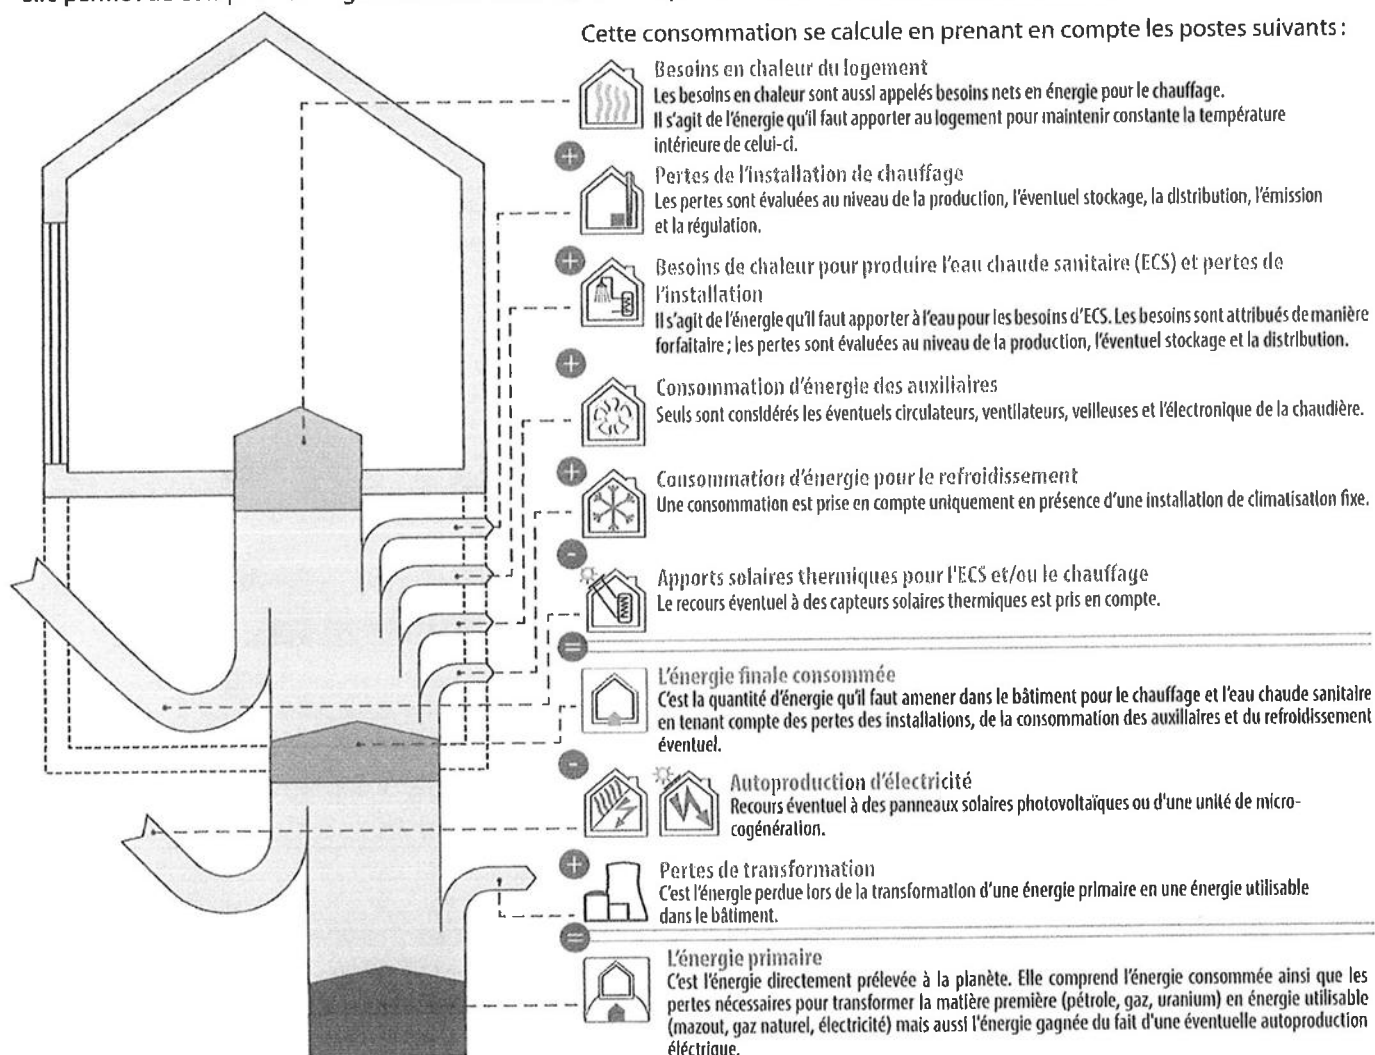 Cette consommation se calcule en prenant en compte les postes suivants :
Besoins en chaleur du logement
Les besoins en chaleur sont aussi appelés besoins nets en énergie pour le chauffage.
Il s'agit de l'énergie qu'il faut apporter au logement pour maintenir constante la température
intérieure de celui-ci.
+
Pertes de l'installation de chauffage
Les pertes sont évaluées au niveau de la production, l'éventuel stockage, la distribution, l'émission
et la régulation.
+
Besoins de chaleur pour produire l'eau chaude sanitaire (ECS) et pertes de
l'installation
Il s'agit de l'énergie qu'il faut apporter à l'eau pour les besoins d'ECS. Les besoins sont attribués de manière
forfaitaire ; les pertes sont évaluées au niveau de la production, l'éventuel stockage et la distribution.
+
Consommation d'énergie des auxiliaires
Seuls sont considérés les éventuels circulateurs, ventilateurs, veilleuses et l'électronique de la chaudière.
+
Consommation d'énergie pour le refroidissement
Une consommation est prise en compte uniquement en présence d'une installation de climatisation fixe.
-
Apports solaires thermiques pour l'ECS et/ou le chauffage
Le recours éventuel à des capteurs solaires thermiques est pris en compte.
=
L'énergie finale consommée
C'est la quantité d'énergie qu'il faut amener dans le bâtiment pour le chauffage et l'eau chaude sanitaire
en tenant compte des pertes des installations, de la consommation des auxiliaires et du refroidissement
éventuel.
-
Autoproduction d'électricité
Recours éventuel à des panneaux solaires photovoltaïques ou d'une unité de micro-
cogénération.
+
Pertes de transformation
C'est l'énergie perdue lors de la transformation d'une énergie primaire en une énergie utilisable
dans le bâtiment.
=
L'énergie primaire
C'est l'énergie directement prélevée à la planète. Elle comprend l'énergie consommée ainsi que les
pertes nécessaires pour transformer la matière première (pétrole, gaz, uranium) en énergie utilisable
(mazout, gaz naturel, électricité) mais aussi l'énergie gagnée du fait d'une éventuelle autoproduction
éléctrique.